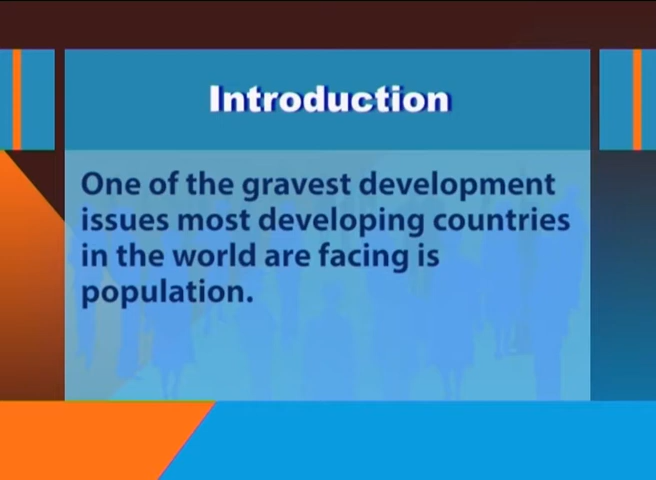 Introduction
One of the gravest development
issues most developing countries
in the world are facing is
population.